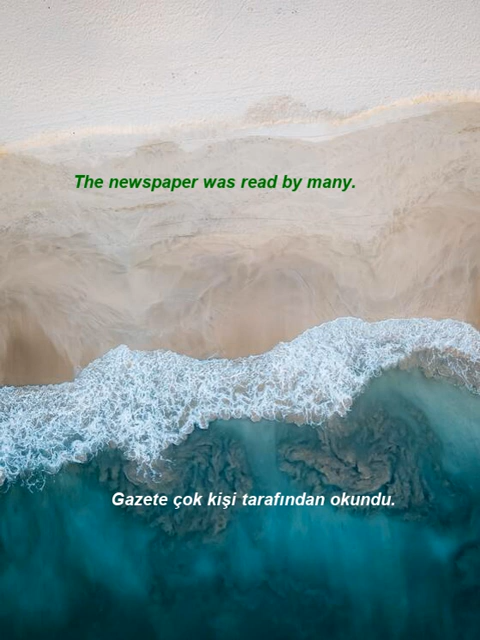 The newspaper was read by many.
Gazete çok kişi tarafından okundu.